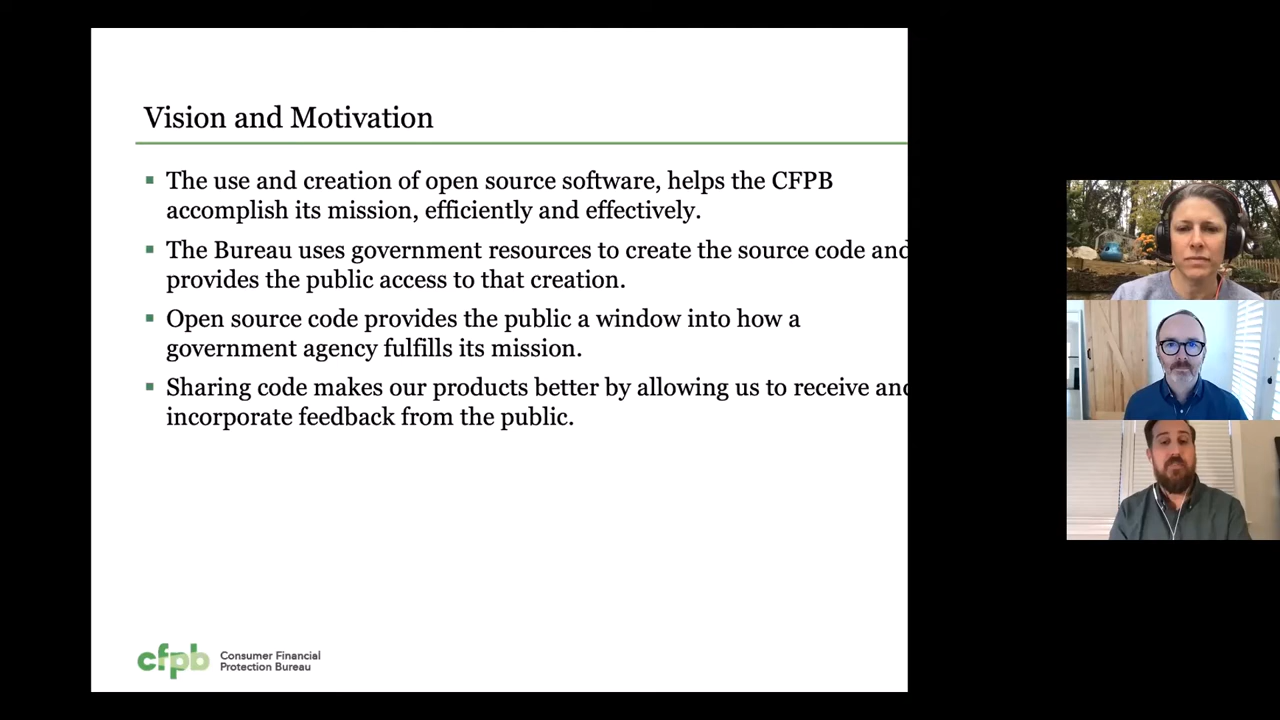 Vision and Motivation
The use and creation of open source software, helps the CFPB
accomplish its mission, efficiently and effectively.
The Bureau uses government resources to create the source code and
provides the public access to that creation.
Open source code provides the public a window into how a
government agency fulfills its mission.
Sharing code makes our products better by allowing us to receive and
incorporate feedback from the public.
cfpb
Consumer Financial
Protection Bureau